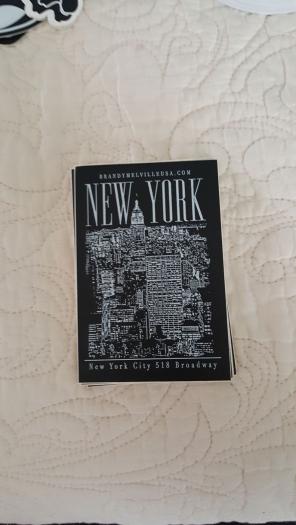 BRANDYMELVILLEUSA.COM
NEW YORK
New York City 518 Broadway